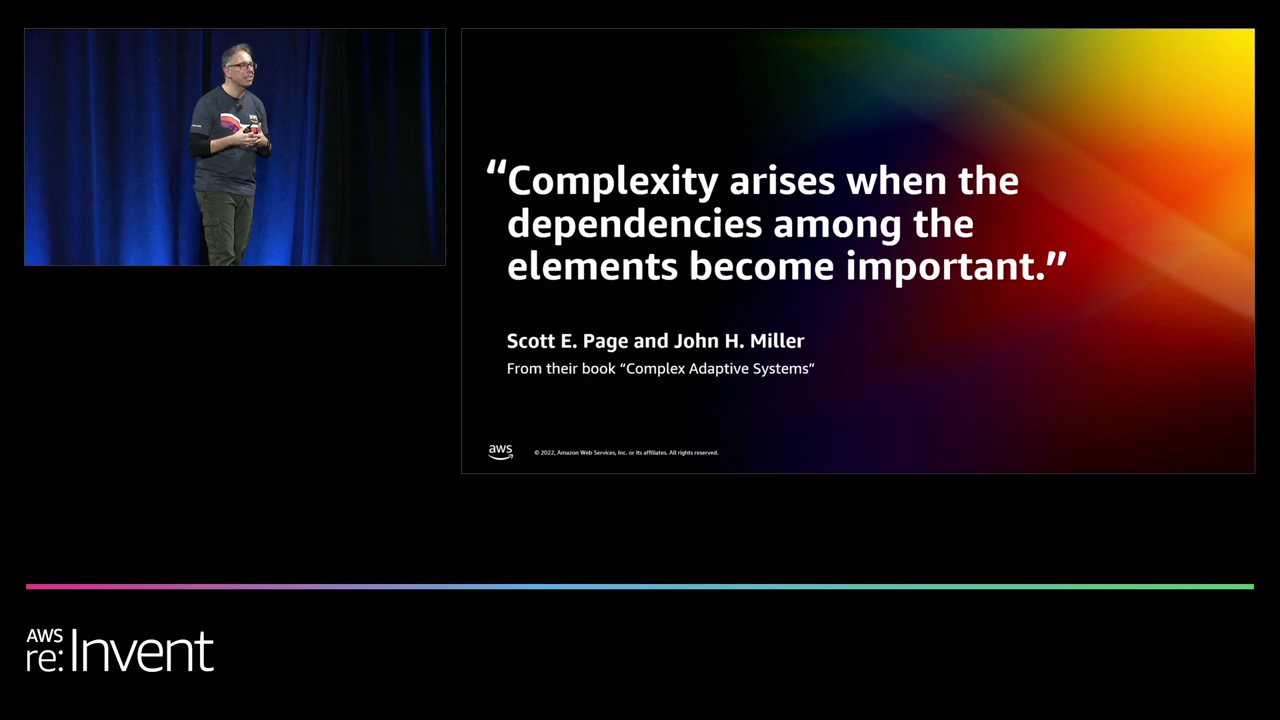 “Complexity arises when the
dependencies among the
elements become important.”
Scott E. Page and John H. Miller
From their book “Complex Adaptive Systems”
aws
© 2022, Amazon Web Services, Inc. or its affiliates. All rights reserved.
AWS
re:Invent